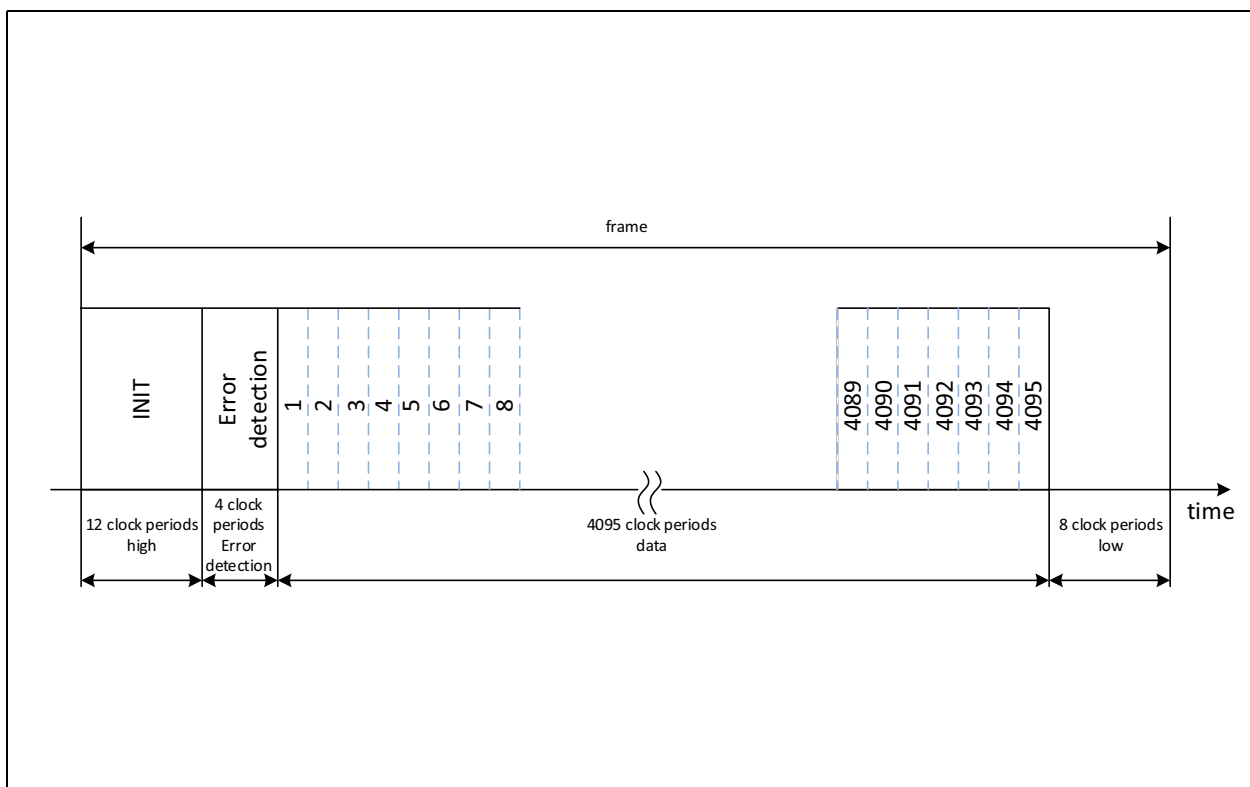 frame
INIT
Error
detection
1
2
3
4
5
6
7
8
4089
4090
4091
4092
4093
4094
4095
time
12 clock periods
high
4 clock
periods
Error
detection
4095 clock periods
data
8 clock periods
low